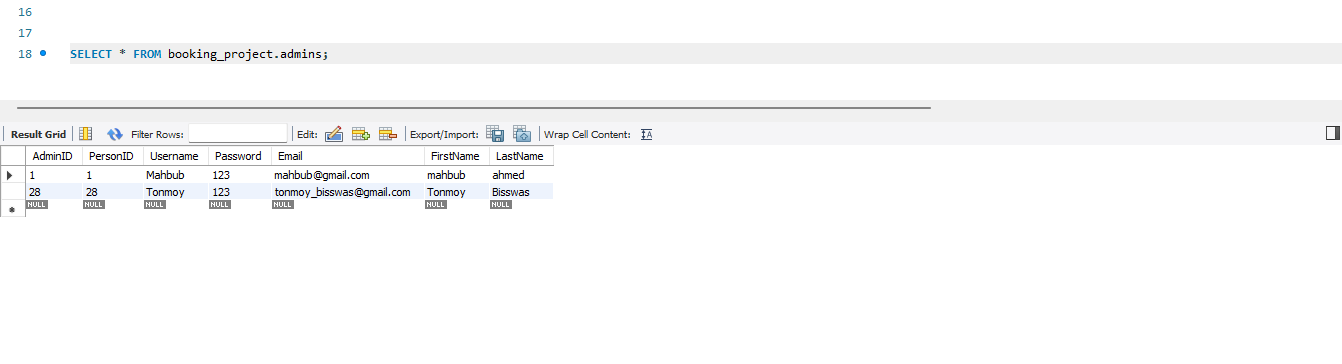 16
17
18 SELECT * FROM booking_project.admins;
Result Grid Filter Rows: Edit: Export/Import: Wrap Cell Content: IA
AdminID PersonID Username Password Email FirstName LastName
1 1 Mahbub 123 mahbub@gmail.com mahbub ahmed
28 28 Tonmoy 123 tonmoy_bisswas@gmail.com Tonmoy Bisswas
NULL NULL NULL NULL NULL NULL NULL